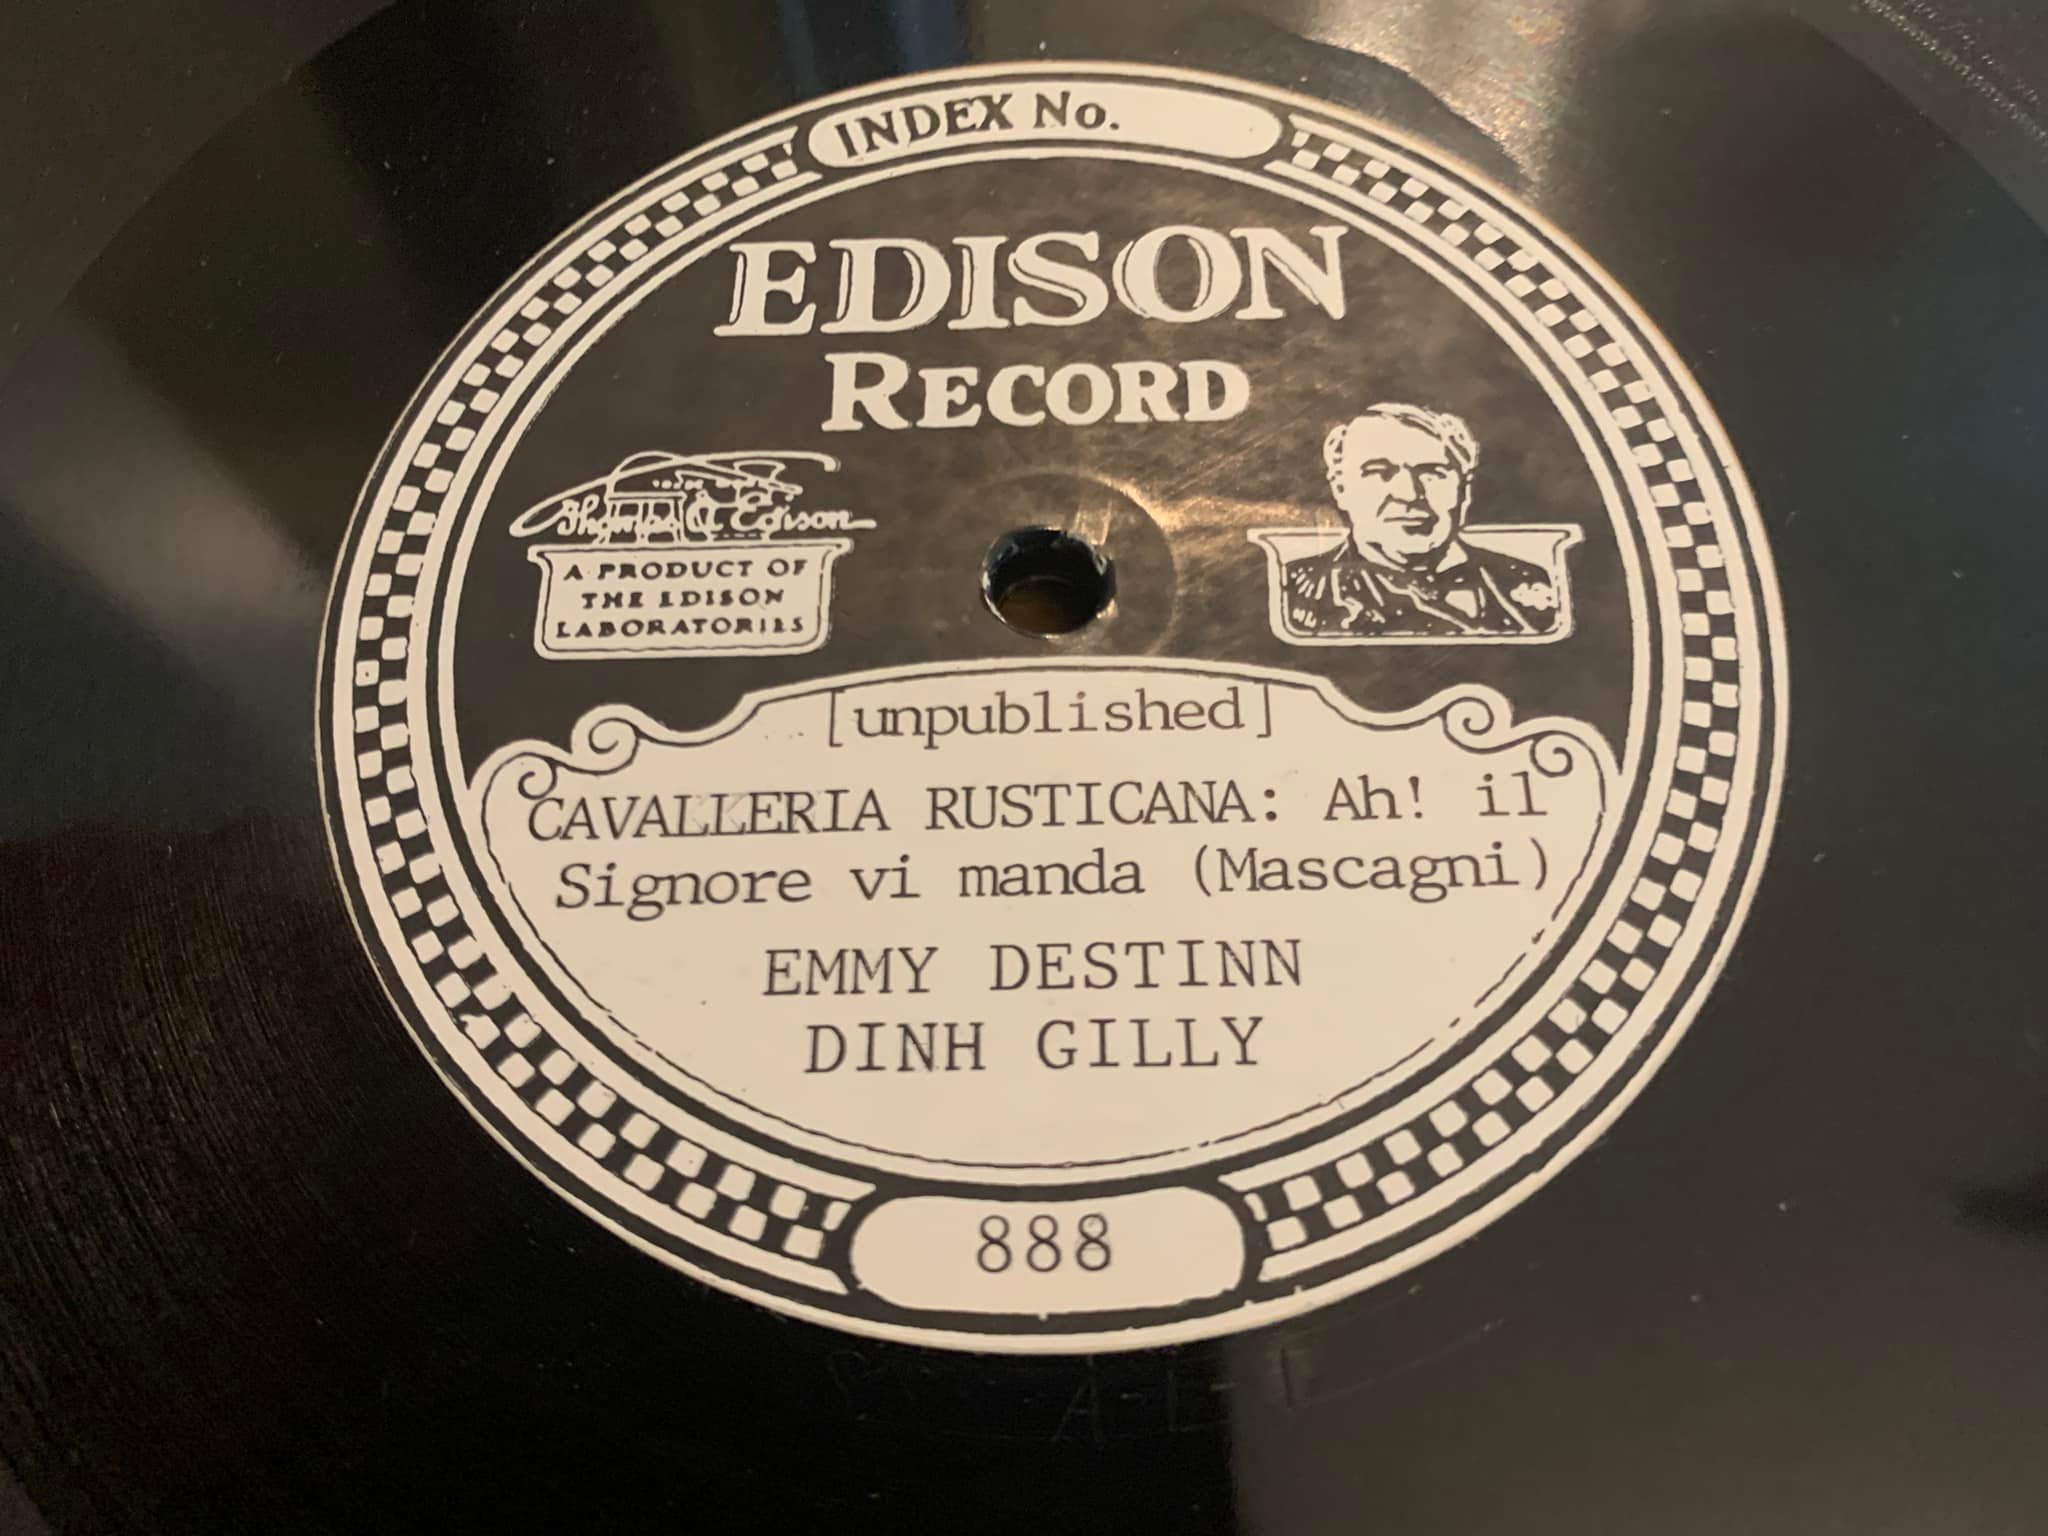 INDEX No.
EDISON
RECORD
Thomas A Edison
A PRODUCT OF
THE EDISON
LABORATORIES
[unpublished]
CAVALLERIA RUSTICANA: Ah! il
Signore vi manda (Mascagni)
EMMY DESTINN
DINH GILLY
888